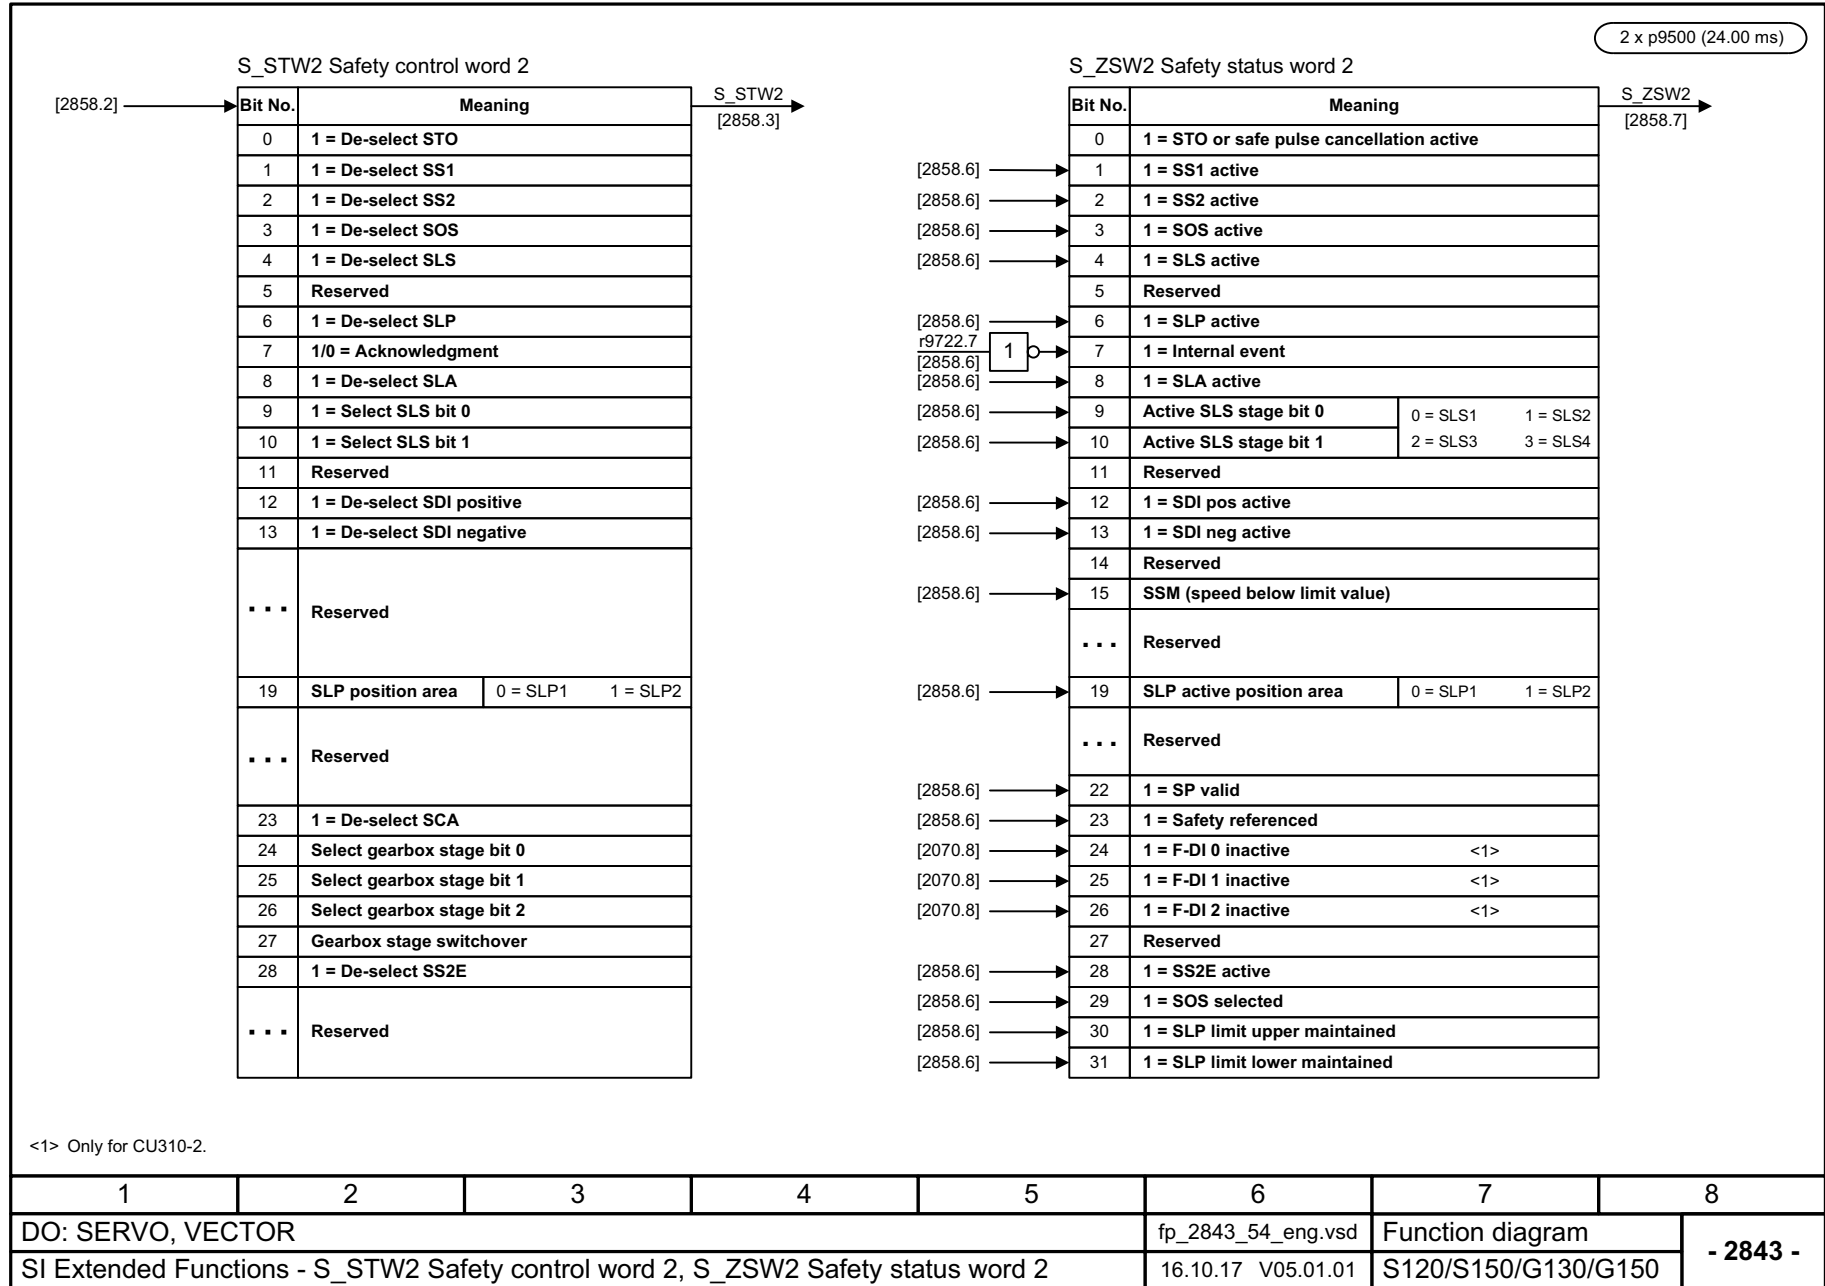 2 x p9500 (24.00 ms)
S_STW2 Safety control word 2
[2858.2]
Bit No. Meaning
S_STW2
[2858.3]
0 1 = De-select STO
1 1 = De-select SS1
2 1 = De-select SS2
3 1 = De-select SOS
4 1 = De-select SLS
5 Reserved
6 1 = De-select SLP
7 1/0 = Acknowledgment
8 1 = De-select SLA
9 1 = Select SLS bit 0
10 1 = Select SLS bit 1
11 Reserved
12 1 = De-select SDI positive
13 1 = De-select SDI negative
... Reserved
19 SLP position area 0 = SLP1 1 = SLP2
... Reserved
23 1 = De-select SCA
24 Select gearbox stage bit 0
25 Select gearbox stage bit 1
26 Select gearbox stage bit 2
27 Gearbox stage switchover
28 1 = De-select SS2E
... Reserved
S_ZSW2 Safety status word 2
Bit No. Meaning
S_ZSW2
[2858.7]
0 1 = STO or safe pulse cancellation active
[2858.6] 1 1 = SS1 active
[2858.6] 2 1 = SS2 active
[2858.6] 3 1 = SOS active
[2858.6] 4 1 = SLS active
5 Reserved
[2858.6] 6 1 = SLP active
r9722.7
[2858.6] 1 7 1 = Internal event
[2858.6] 8 1 = SLA active
[2858.6] 9 Active SLS stage bit 0 0 = SLS1 1 = SLS2
[2858.6] 10 Active SLS stage bit 1 2 = SLS3 3 = SLS4
11 Reserved
[2858.6] 12 1 = SDI pos active
[2858.6] 13 1 = SDI neg active
14 Reserved
[2858.6] 15 SSM (speed below limit value)
... Reserved
[2858.6] 19 SLP active position area 0 = SLP1 1 = SLP2
... Reserved
[2858.6] 22 1 = SP valid
[2858.6] 23 1 = Safety referenced
[2070.8] 24 1 = F-DI 0 inactive <1>
[2070.8] 25 1 = F-DI 1 inactive <1>
[2070.8] 26 1 = F-DI 2 inactive <1>
27 Reserved
[2858.6] 28 1 = SS2E active
[2858.6] 29 1 = SOS selected
[2858.6] 30 1 = SLP limit upper maintained
[2858.6] 31 1 = SLP limit lower maintained
<1> Only for CU310-2.
1 2 3 4 5 6 7 8
DO: SERVO, VECTOR fp_2843_54_eng.vsd Function diagram
- 2843 -
SI Extended Functions - S_STW2 Safety control word 2, S_ZSW2 Safety status word 2 16.10.17 V05.01.01 S120/S150/G130/G150